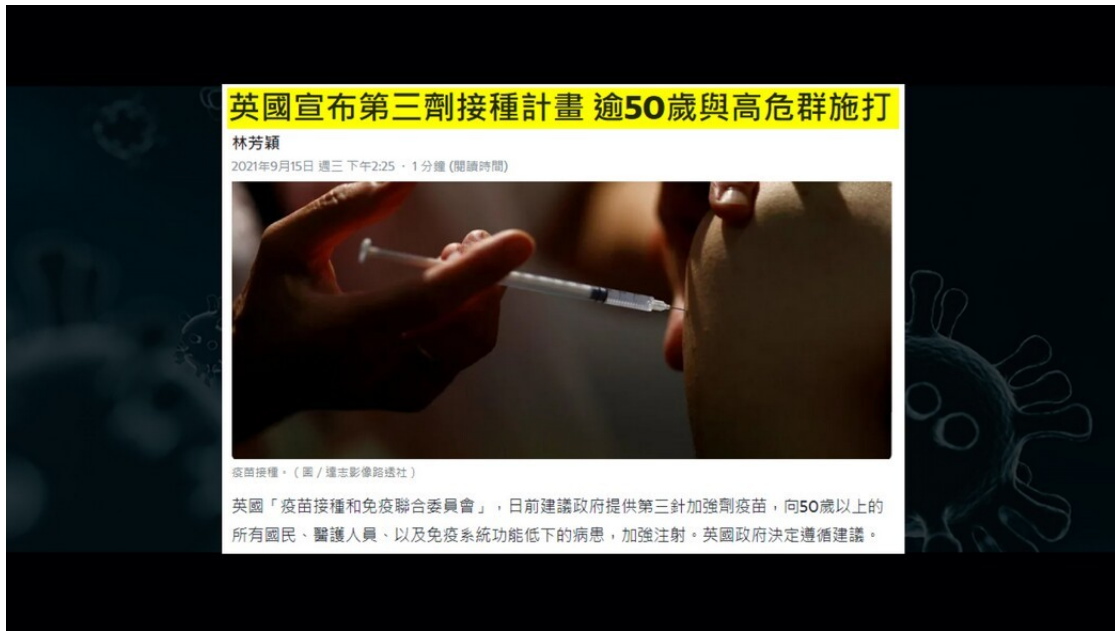 英國宣布第三劑接種計畫 逾50歲與高危群施打
林芳穎
2021年9月15日 週三 下午2:25 · 1 分鐘 (閱讀時間)
疫苗接種。（圖／達志影像路透社）
英國「疫苗接種和免疫聯合委員會」，日前建議政府提供第三針加強劑疫苗，向50歲以上的
所有國民、醫護人員、以及免疫系統功能低下的病患，加強注射。英國政府決定遵循建議。